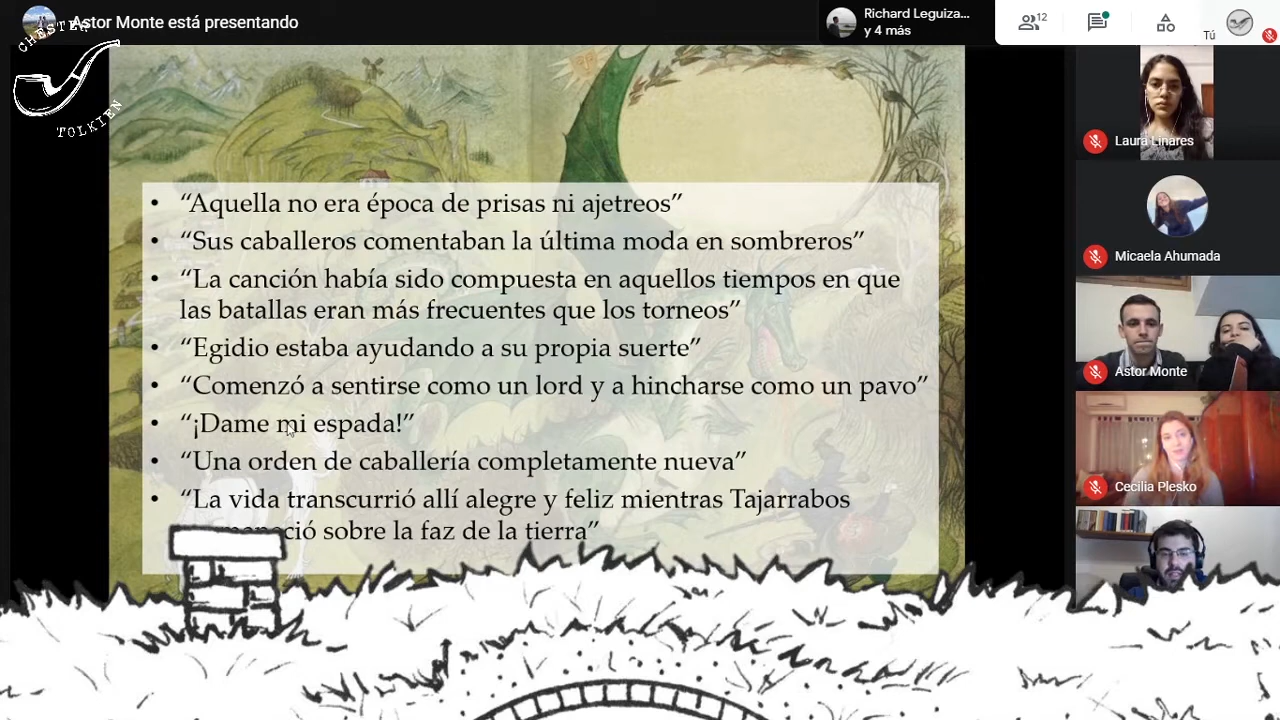 Astor Monte está presentando
CHESTER
TOLKIEN
Richard Leguiza...
y 4 más
12
Tú
“Aquella no era época de prisas ni ajetreos”
“Sus caballeros comentaban la última moda en sombreros”
“La canción había sido compuesta en aquellos tiempos en que
las batallas eran más frecuentes que los torneos”
“Egidio estaba ayudando a su propia suerte”
“Comenzó a sentirse como un lord y a hincharse como un pavo”
“¡Dame mi espada!”
“Una orden de caballería completamente nueva”
“La vida transcurrió allí alegre y feliz mientras Tajarrabos
sobre la faz de la tierra”
Laura Linares
Micaela Ahumada
Astor Monte
Cecilia Plesko